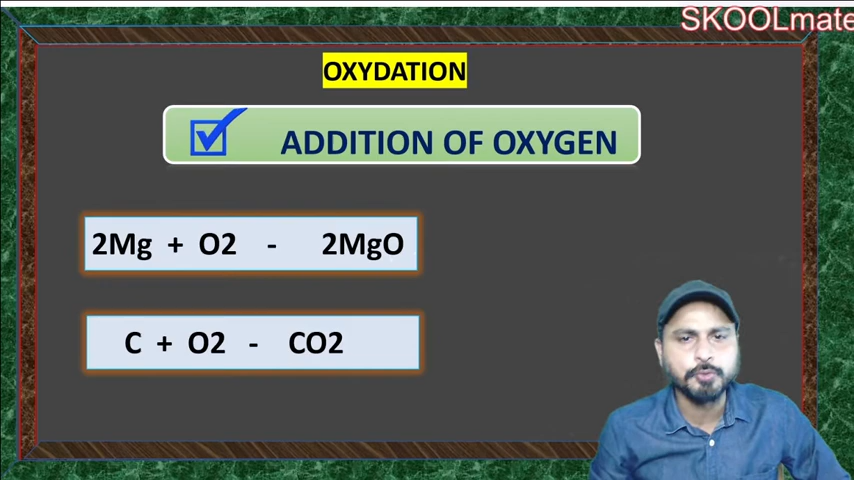 SKOOLmate
OXYDATION
ADDITION OF OXYGEN
2Mg + O2 - 2MgO
C + O2 - CO2